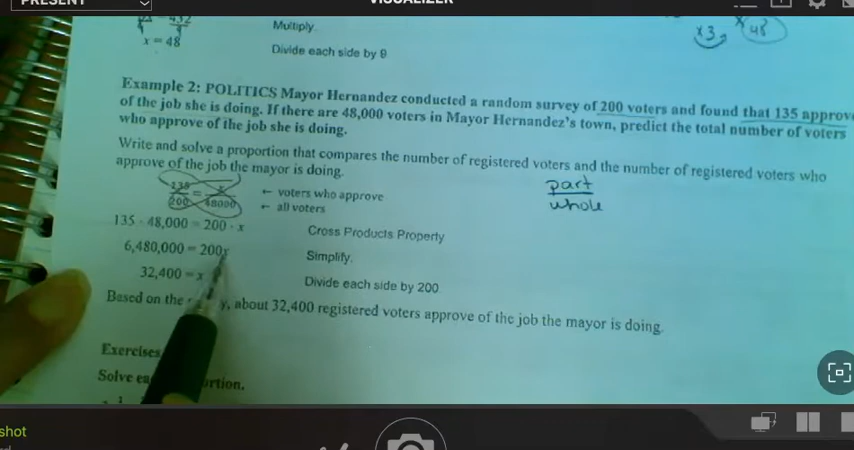 PRESENT
VISUALIZER
x = 48
Multiply.
Divide each side by 9
x3
48
Example 2: POLITICS Mayor Hernandez conducted a random survey of 200 voters and found that 135 approve
of the job she is doing. If there are 48,000 voters in Mayor Hernandez's town, predict the total number of voters
who approve of the job she is doing.
Write and solve a proportion that compares the number of registered voters and the number of registered voters who
approve of the job the mayor is doing.
135/200 = x/48000
← voters who approve
← all voters
part
whole
135 · 48,000 = 200 · x
Cross Products Property
6,480,000 = 200x
Simplify.
32,400 = x
Divide each side by 200
Based on the y, about 32,400 registered voters approve of the job the mayor is doing.
Exercises
Solve ea ortion.
shot